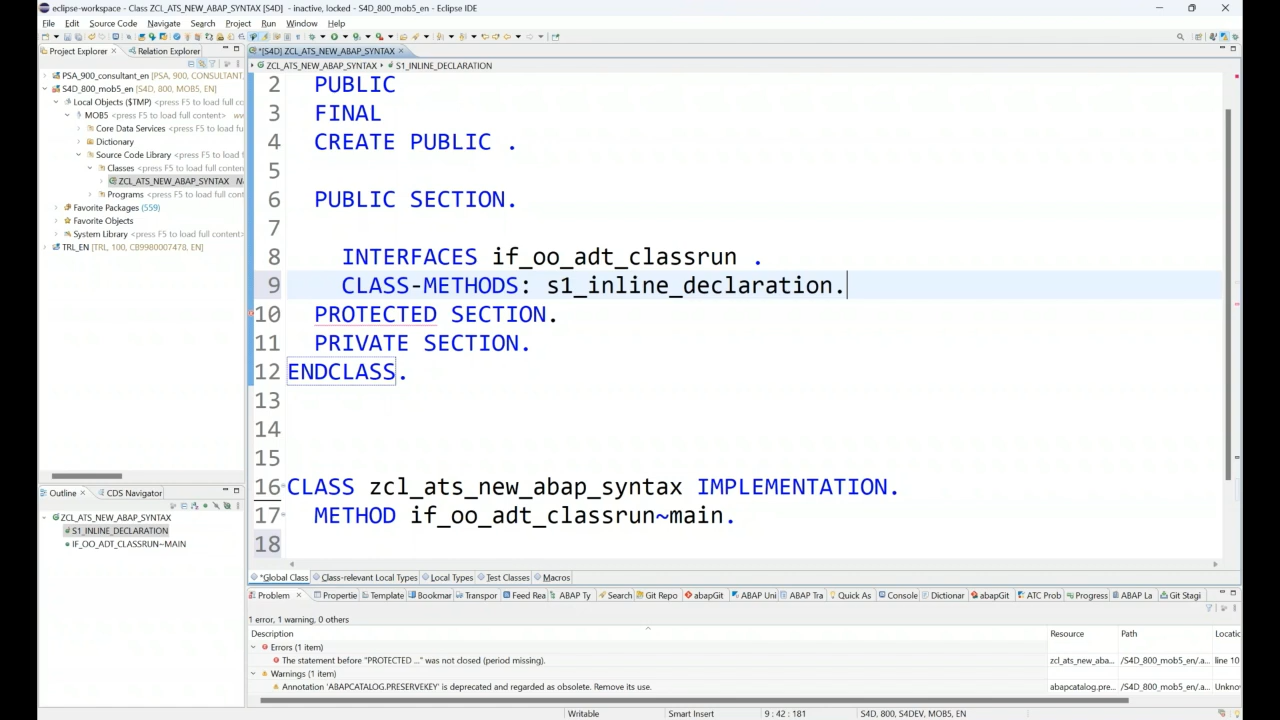 eclipse-workspace - Class ZCL_ATS_NEW_ABAP_SYNTAX [S4D] - inactive, locked - S4D_800_mob5_en - Eclipse IDE
File Edit Source Code Navigate Search Project Run Window Help
Project Explorer Relation Explorer
*[S4D] ZCL_ATS_NEW_ABAP_SYNTAX
ZCL_ATS_NEW_ABAP_SYNTAX S1_INLINE_DECLARATION
PSA_900_consultant_en [PSA, 900, CONSULTANT,
S4D_800_mob5_en [S4D, 800, MOB5, EN]
Local Objects ($TMP) <press F5 to load full co
MOB5 <press F5 to load full content>
Core Data Services <press F5 to load fu
Dictionary
Source Code Library <press F5 to load fu
Classes <press F5 to load full conten
ZCL_ATS_NEW_ABAP_SYNTAX
Programs <press F5 to load full cont
Favorite Packages (559)
Favorite Objects
System Library <press F5 to load full content>
TRL_EN [TRL, 100, CB9980007478, EN]
2 PUBLIC
3 FINAL
4 CREATE PUBLIC .
5
6 PUBLIC SECTION.
7
8 INTERFACES if_oo_adt_classrun .
9 CLASS-METHODS: s1_inline_declaration.
10 PROTECTED SECTION.
11 PRIVATE SECTION.
12 ENDCLASS.
13
14
15
16 CLASS zcl_ats_new_abap_syntax IMPLEMENTATION.
17 METHOD if_oo_adt_classrun~main.
18
Outline CDS Navigator
ZCL_ATS_NEW_ABAP_SYNTAX
S1_INLINE_DECLARATION
IF_OO_ADT_CLASSRUN~MAIN
*Global Class Class-relevant Local Types Local Types Test Classes Macros
Problem Propertie Template Bookmar Transpor Feed Rea ABAP Ty Search Git Repo abapGit ABAP Uni ABAP Tra Quick As Console Dictionar abapGit ATC Prob Progress ABAP La Git Stagi
1 error, 1 warning, 0 others
Description Resource Path Locatic
Errors (1 item)
The statement before "PROTECTED ..." was not closed (period missing). zcl_ats_new_aba... /S4D_800_mob5_en/.a... line 10
Warnings (1 item)
Annotation 'ABAPCATALOG.PRESERVEKEY' is deprecated and regarded as obsolete. Remove its use. abapcatalog.pre... /S4D_800_mob5_en/.a... Unkno
Writable Smart Insert 9 : 42 : 181 S4D, 800, S4DEV, MOB5, EN